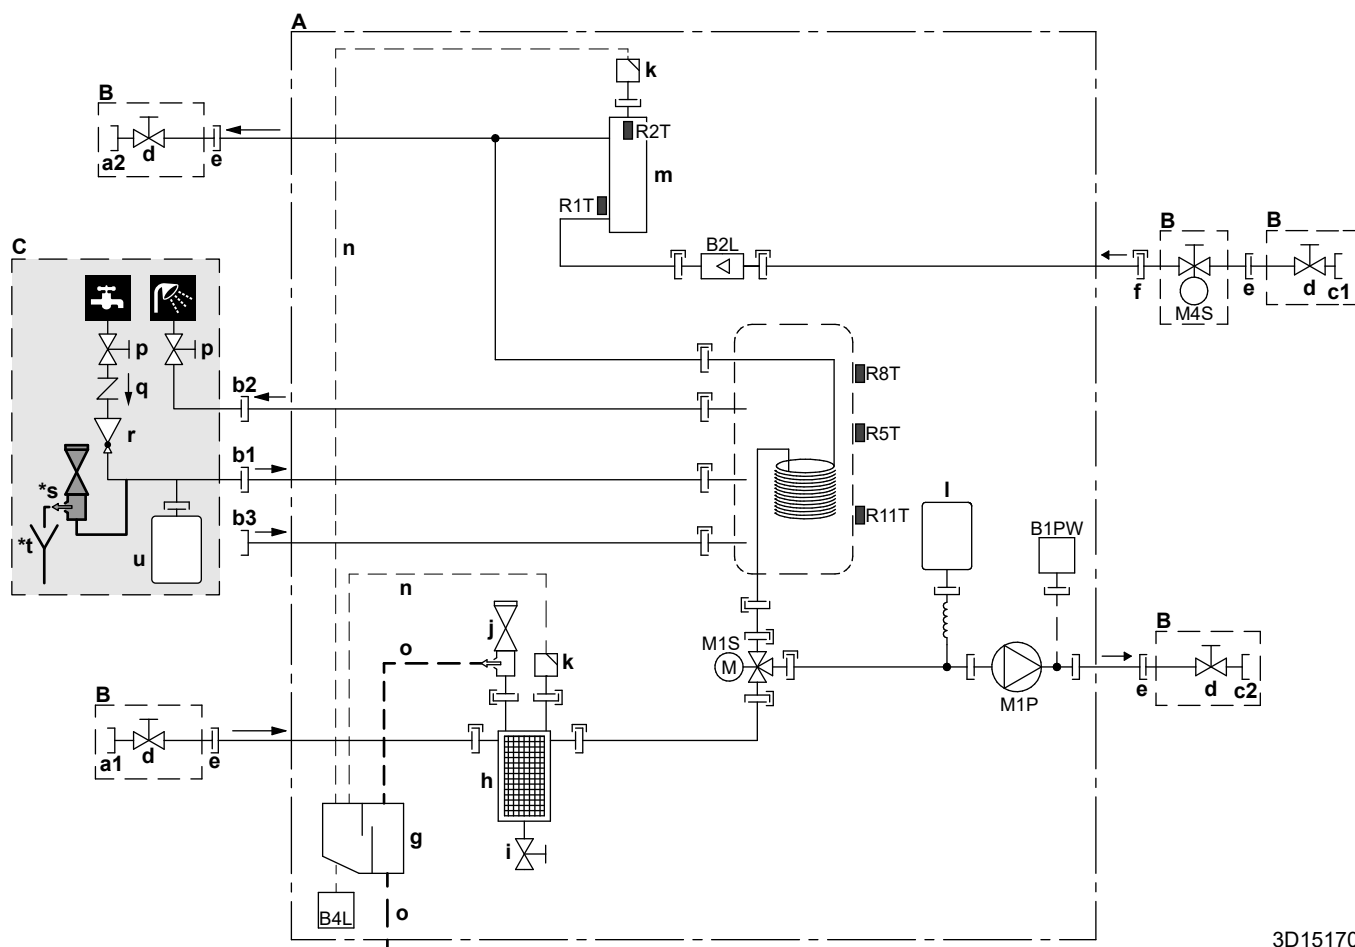 A
k
B
R2T
a2
d
e
m
R1T
B
B
C
n
B2L
f
e
d
c1
M4S
p
p
R8T
b2
q
r
R5T
b1
*s
l
R11T
b3
B1PW
*t
u
n
j
B
o
k
M1S
M
B
e
d
c2
M1P
a1
d
e
h
g
i
B4L
o
3D15170